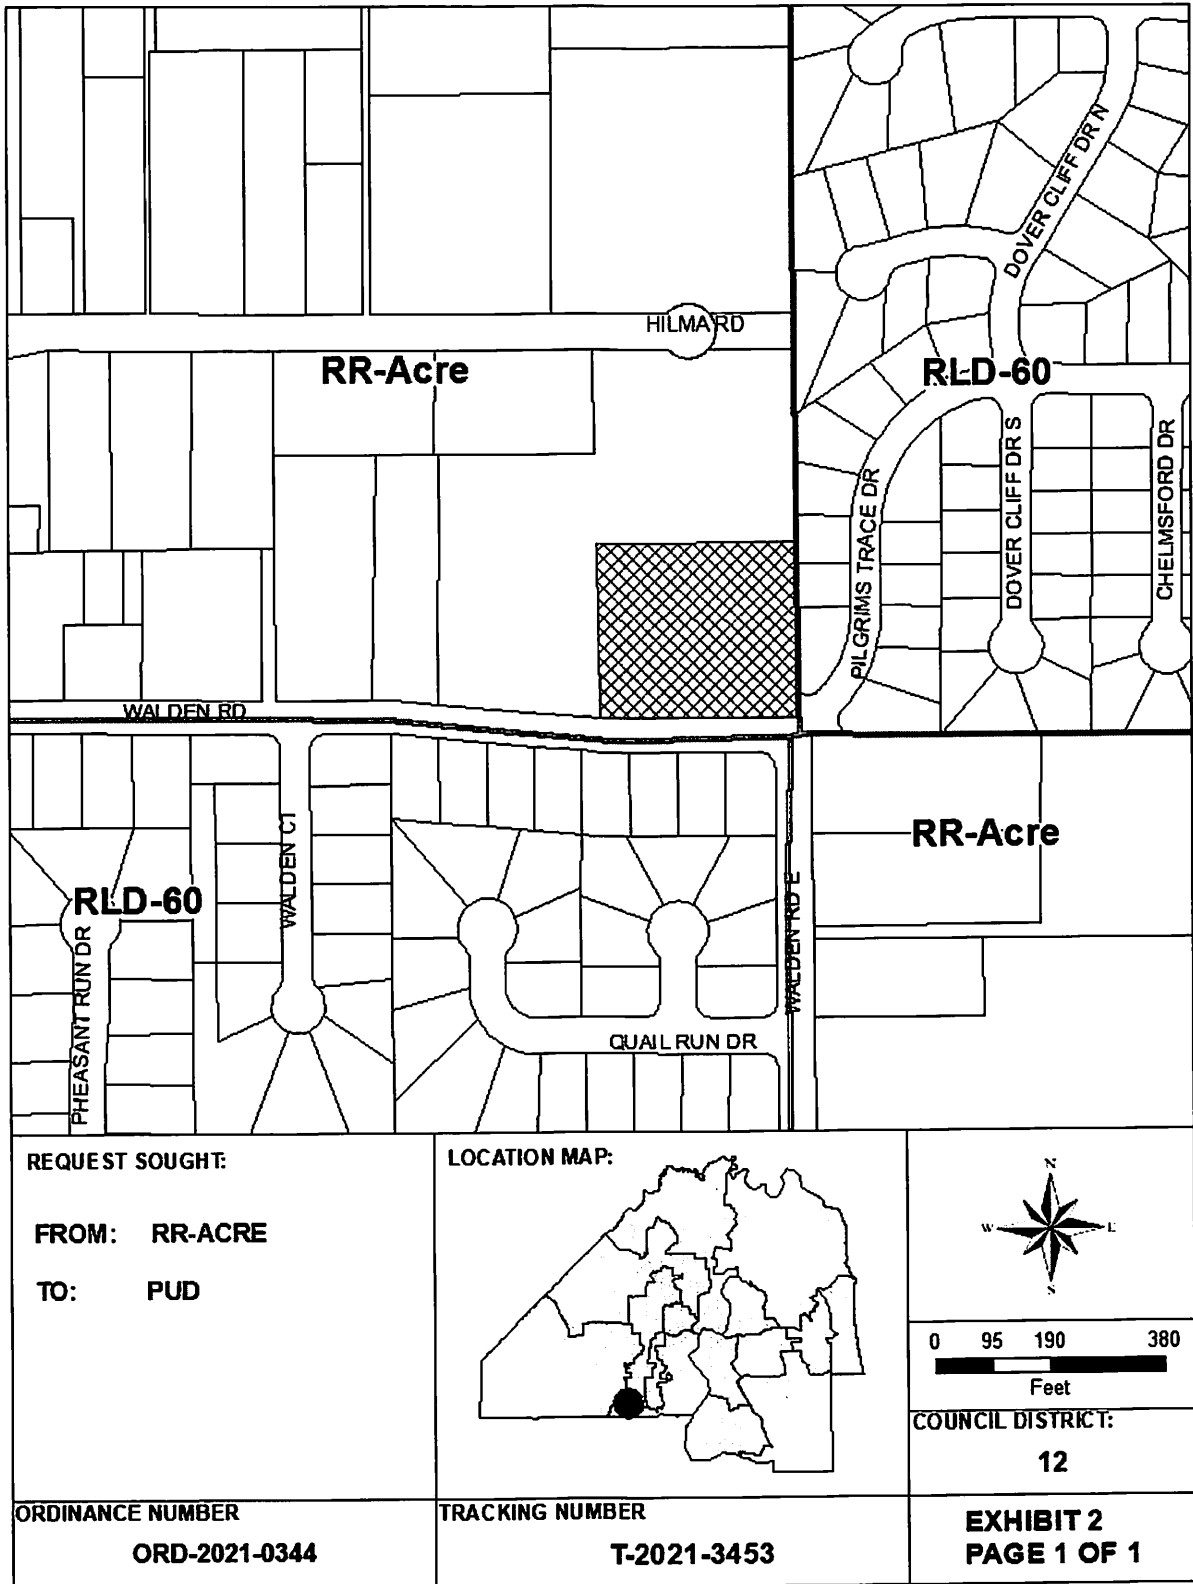 DOVER CLIFF DR N
HILMA RD
RR-Acre
RLD-60
PILGRIMS TRACE DR
DOVER CLIFF DR S
CHELMSFORD DR
WALDEN RD
WALDEN CT
RLD-60
PHEASANT RUN DR
RR-Acre
WALDEN RD E
QUAIL RUN DR
REQUEST SOUGHT:
FROM: RR-ACRE
TO: PUD
LOCATION MAP:
N
W E
S
0 95 190 380
Feet
COUNCIL DISTRICT:
12
ORDINANCE NUMBER
ORD-2021-0344
TRACKING NUMBER
T-2021-3453
EXHIBIT 2
PAGE 1 OF 1